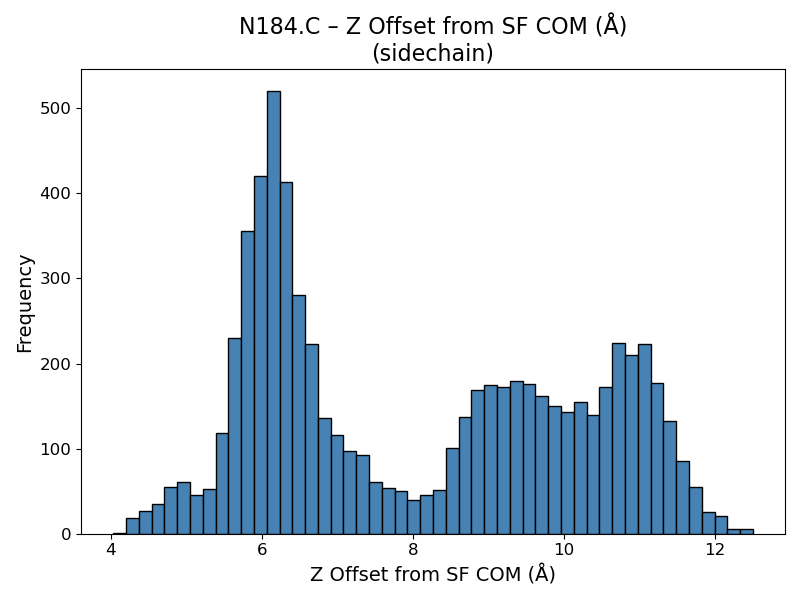 N184.C – Z Offset from SF COM (Å)
(sidechain)
Frequency
500
400
300
200
100
0
4 6 8 10 12
Z Offset from SF COM (Å)